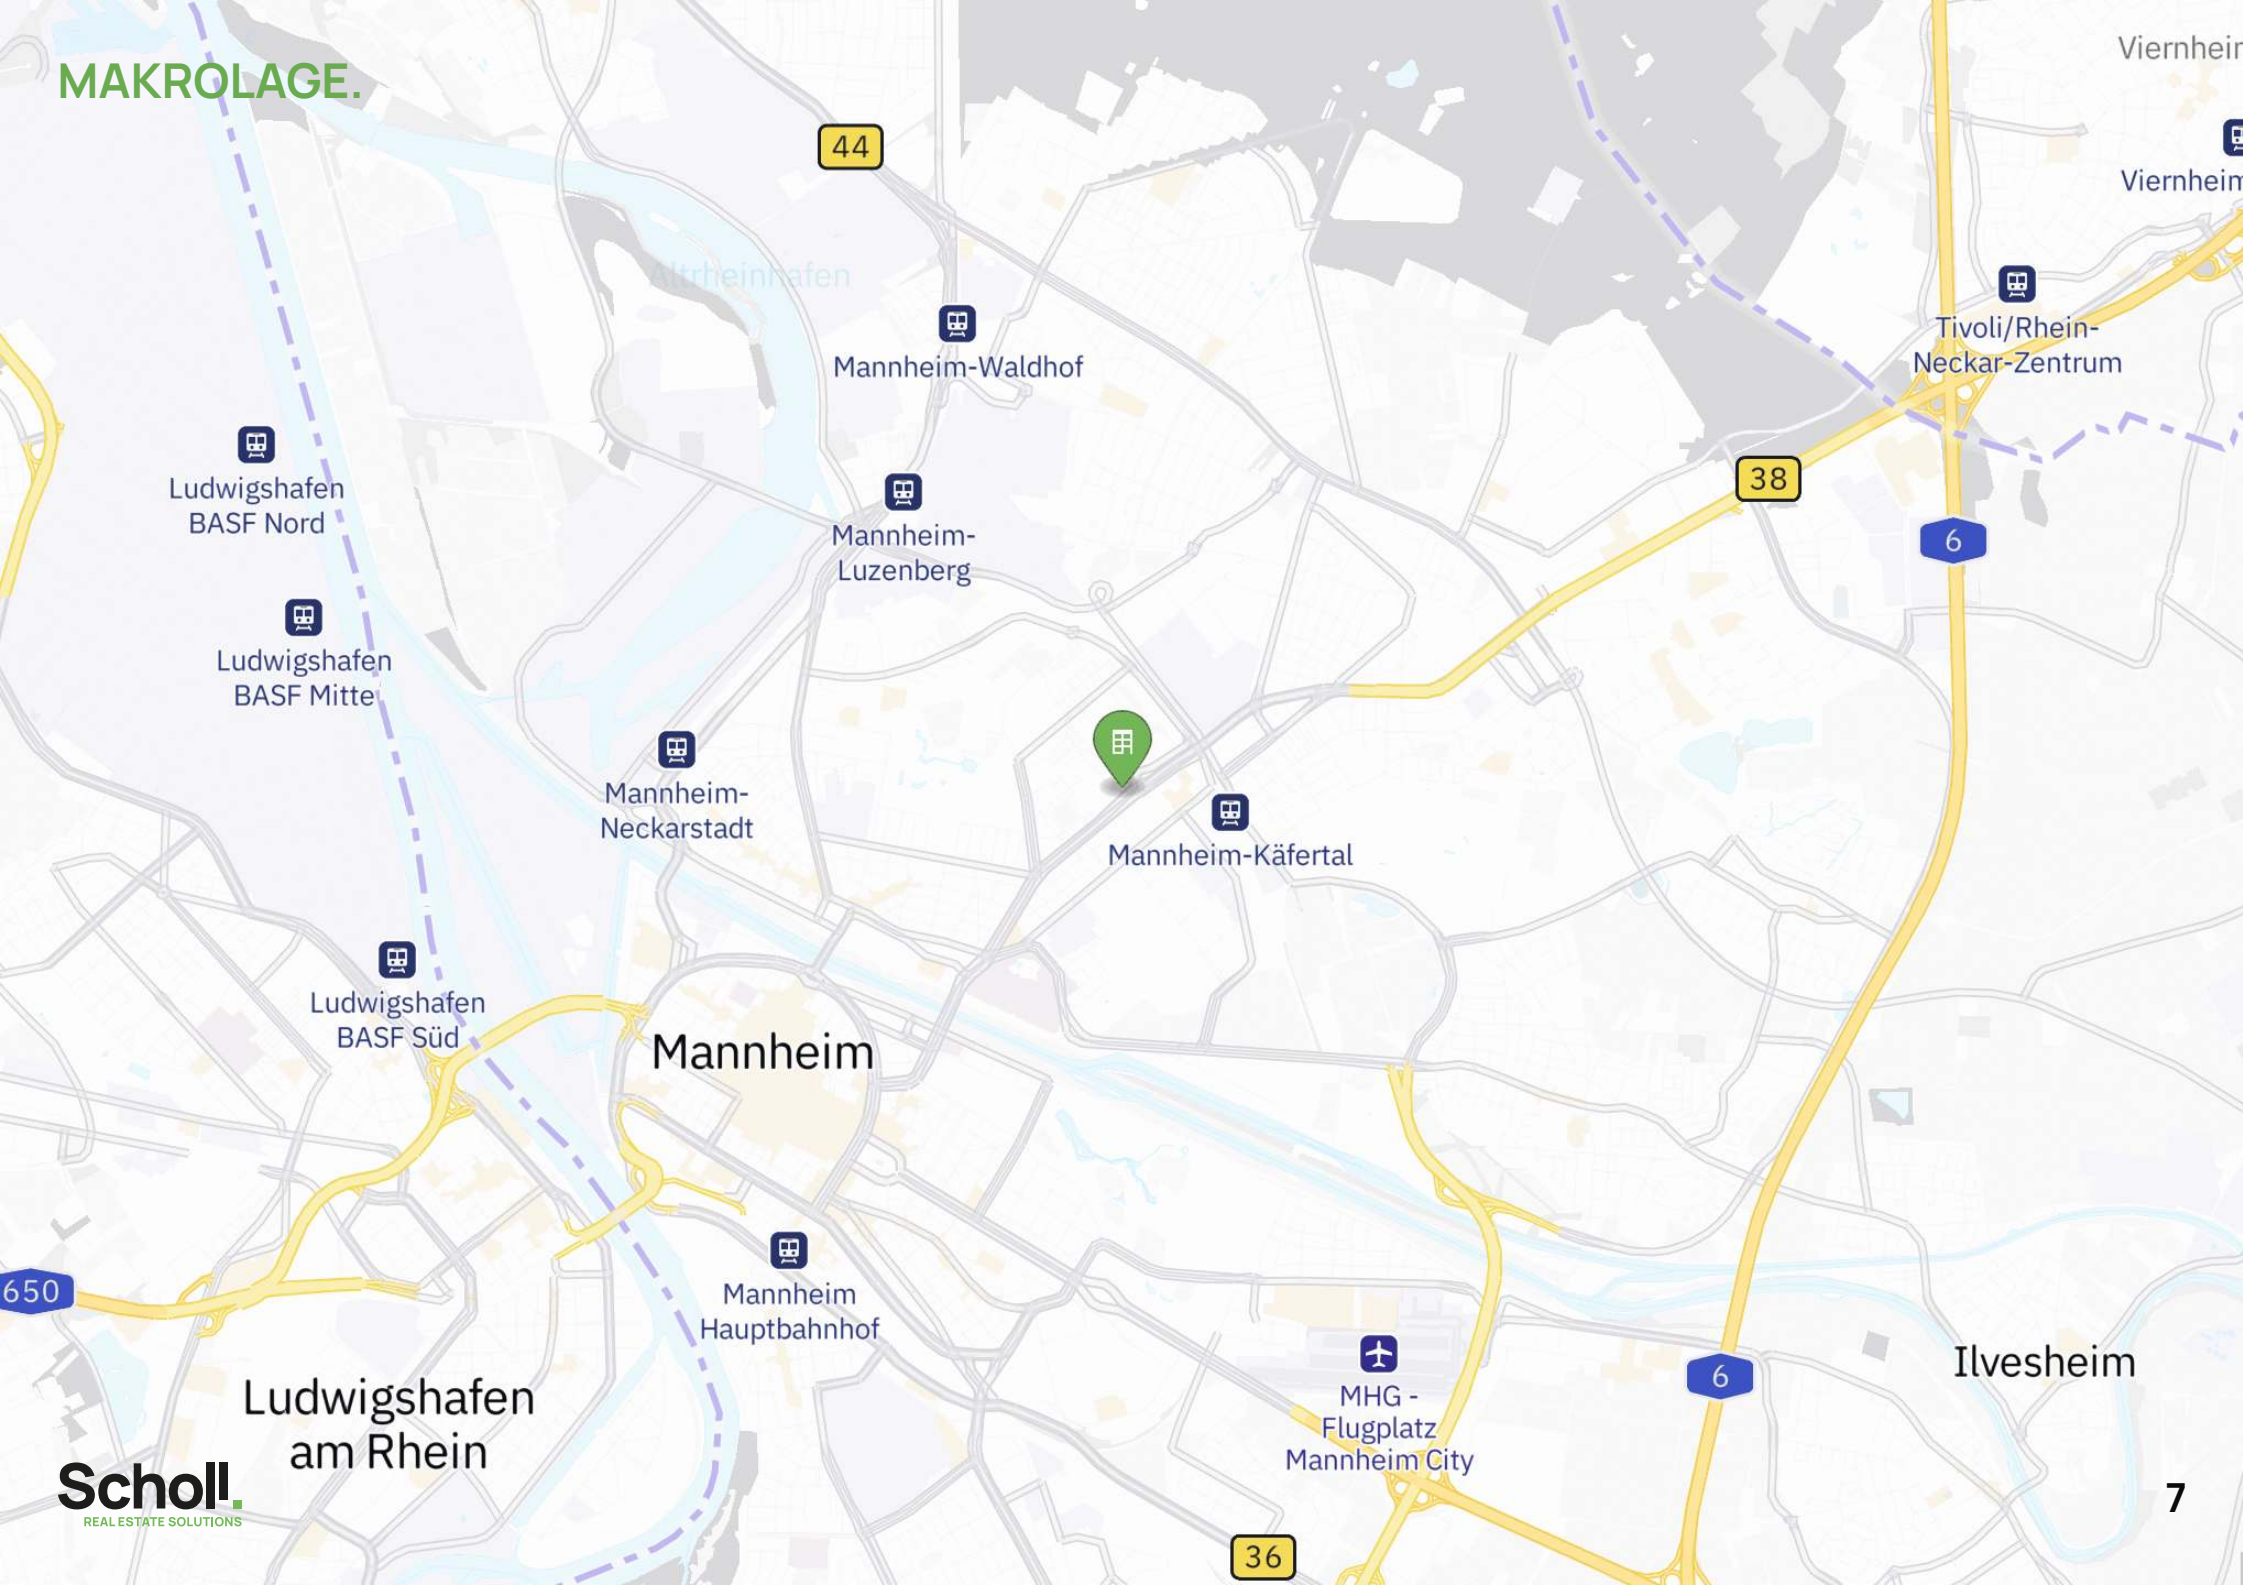 MAKROLAGE.
Viernheim
44
Viernheim
Altrheinhafen
Tivoli/Rhein-
Neckar-Zentrum
Mannheim-Waldhof
Ludwigshafen
BASF Nord
38
6
Mannheim-
Luzenberg
Ludwigshafen
BASF Mitte
Mannheim-
Neckarstadt
Mannheim-Käfertal
Ludwigshafen
BASF Süd
Mannheim
650
Mannheim
Hauptbahnhof
Ludwigshafen
am Rhein
MHG -
Flugplatz
Mannheim City
6
Ilvesheim
36
Scholl.
REAL ESTATE SOLUTIONS
7